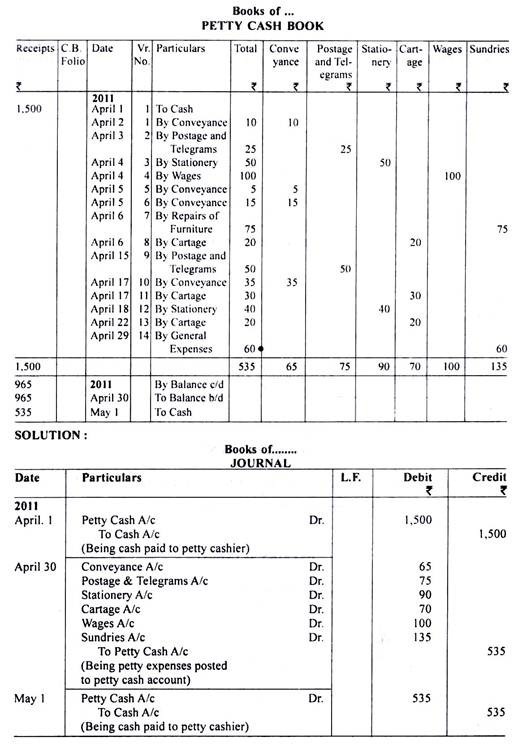 Books of ...
PETTY CASH BOOK
Receipts C.B. Folio Date Vr. No. Particulars Total Conve yance Postage and Tel- egrams Statio- nery Cart- age Wages Sundries
₹ ₹ ₹ ₹ ₹ ₹ ₹ ₹
2011
1,500 April 1 1 To Cash
April 2 1 By Conveyance 10 10
April 3 2 By Postage and
Telegrams 25 25
April 4 3 By Stationery 50 50
April 4 4 By Wages 100 100
April 5 5 By Conveyance 5 5
April 5 6 By Conveyance 15 15
April 6 7 By Repairs of
Furniture 75 75
April 6 8 By Cartage 20 20
April 15 9 By Postage and
Telegrams 50 50
April 17 10 By Conveyance 35 35
April 17 11 By Cartage 30 30
April 18 12 By Stationery 40 40
April 22 13 By Cartage 20 20
April 29 14 By General
Expenses 60 60
1,500 535 65 75 90 70 100 135
965 2011 By Balance c/d
965 April 30 To Balance b/d
535 May 1 To Cash
SOLUTION :
Books of........
JOURNAL
Date Particulars L.F. Debit Credit
₹ ₹
2011
April. 1 Petty Cash A/c Dr. 1,500
To Cash A/c 1,500
(Being cash paid to petty cashier)
April 30 Conveyance A/c Dr. 65
Postage & Telegrams A/c Dr. 75
Stationery A/c Dr. 90
Cartage A/c Dr. 70
Wages A/c Dr. 100
Sundries A/c Dr. 135
To Petty Cash A/c 535
(Being petty expenses posted
to petty cash account)
May 1 Petty Cash A/c Dr. 535
To Cash A/c 535
(Being cash paid to petty cashier)